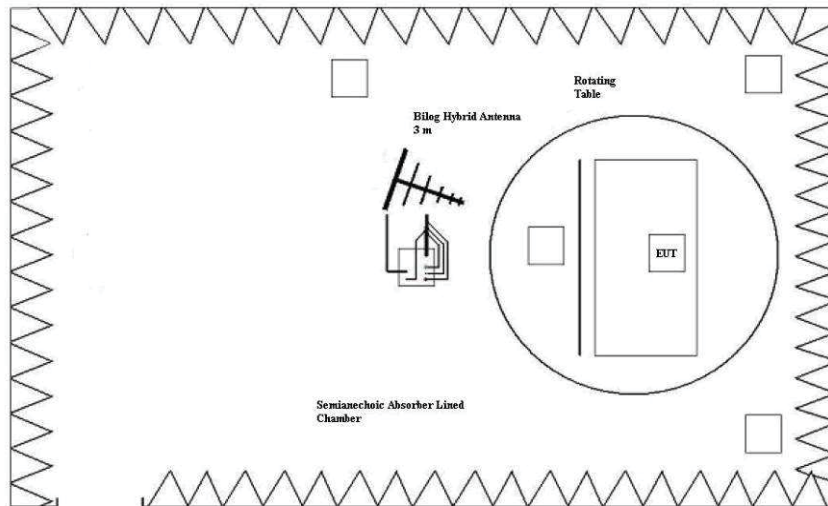 Rotating
Table
Bilog Hybrid Antenna
3 m
EUT
Semianechoic Absorber Lined
Chamber